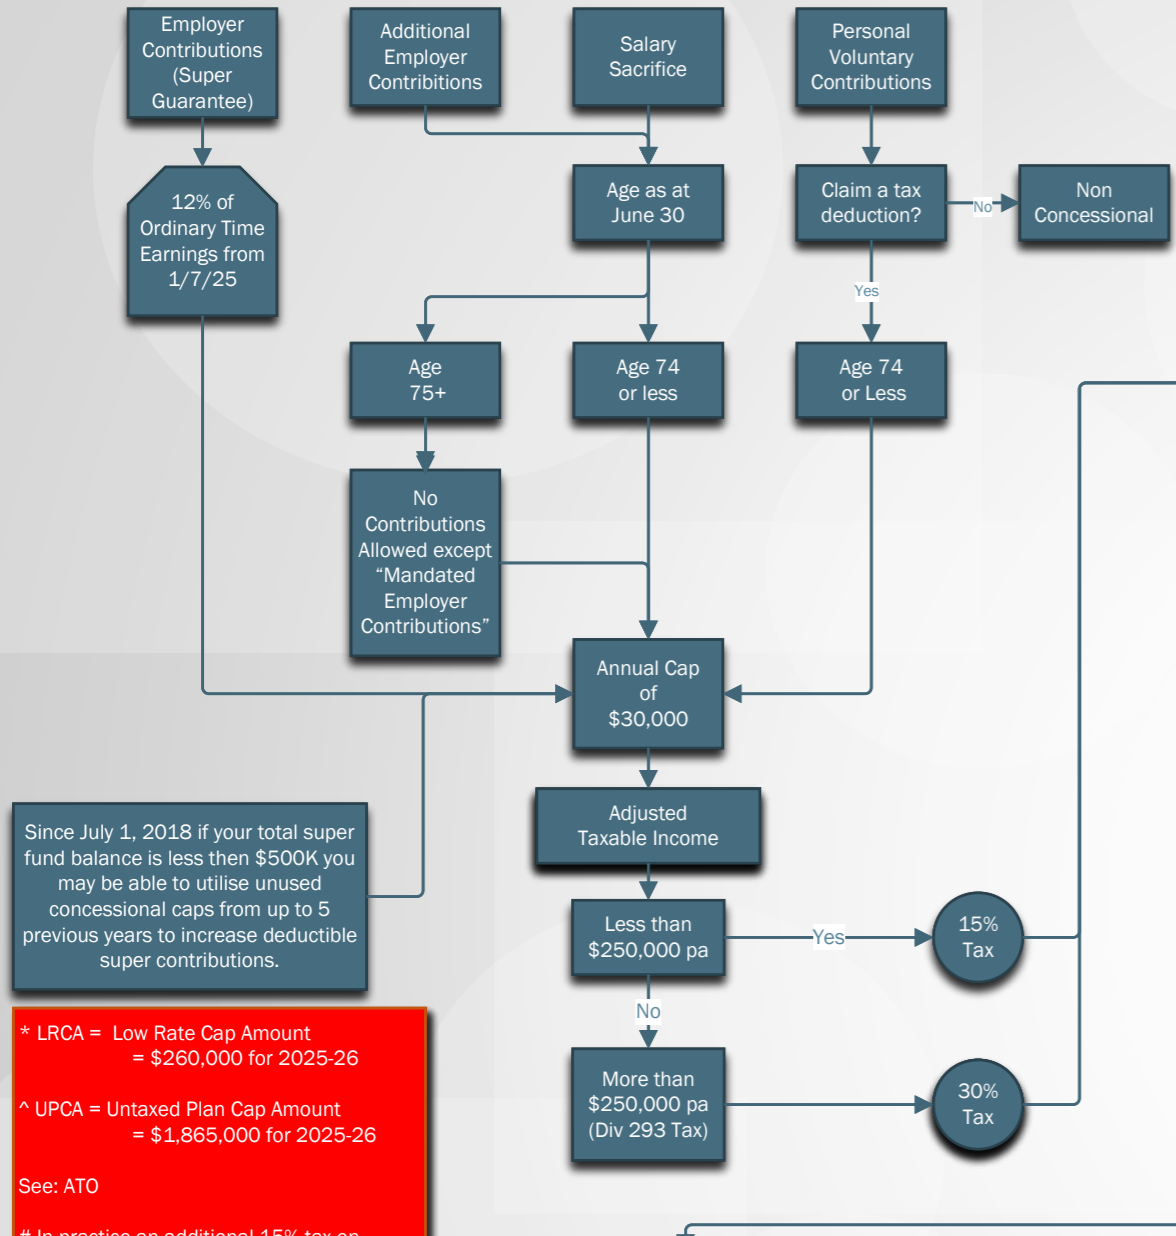 Employer
Contributions
(Super
Guarantee)
Additional
Employer
Contribitions
Salary
Sacrifice
Personal
Voluntary
Contributions
12% of
Ordinary Time
Earnings from
1/7/25
Age as at
June 30
Claim a tax
deduction?
No
Non
Concessional
Yes
Age
75+
Age 74
or less
Age 74
or Less
No
Contributions
Allowed except
“Mandated
Employer
Contributions”
Annual Cap
of
$30,000
Adjusted
Taxable Income
Since July 1, 2018 if your total super
fund balance is less then $500K you
may be able to utilise unused
concessional caps from up to 5
previous years to increase deductible
super contributions.
Less than
$250,000 pa
Yes
15%
Tax
No
More than
$250,000 pa
(Div 293 Tax)
30%
Tax
* LRCA = Low Rate Cap Amount
= $260,000 for 2025-26
^ UPCA = Untaxed Plan Cap Amount
= $1,865,000 for 2025-26
See: ATO
# In practice an additional 15% tax on